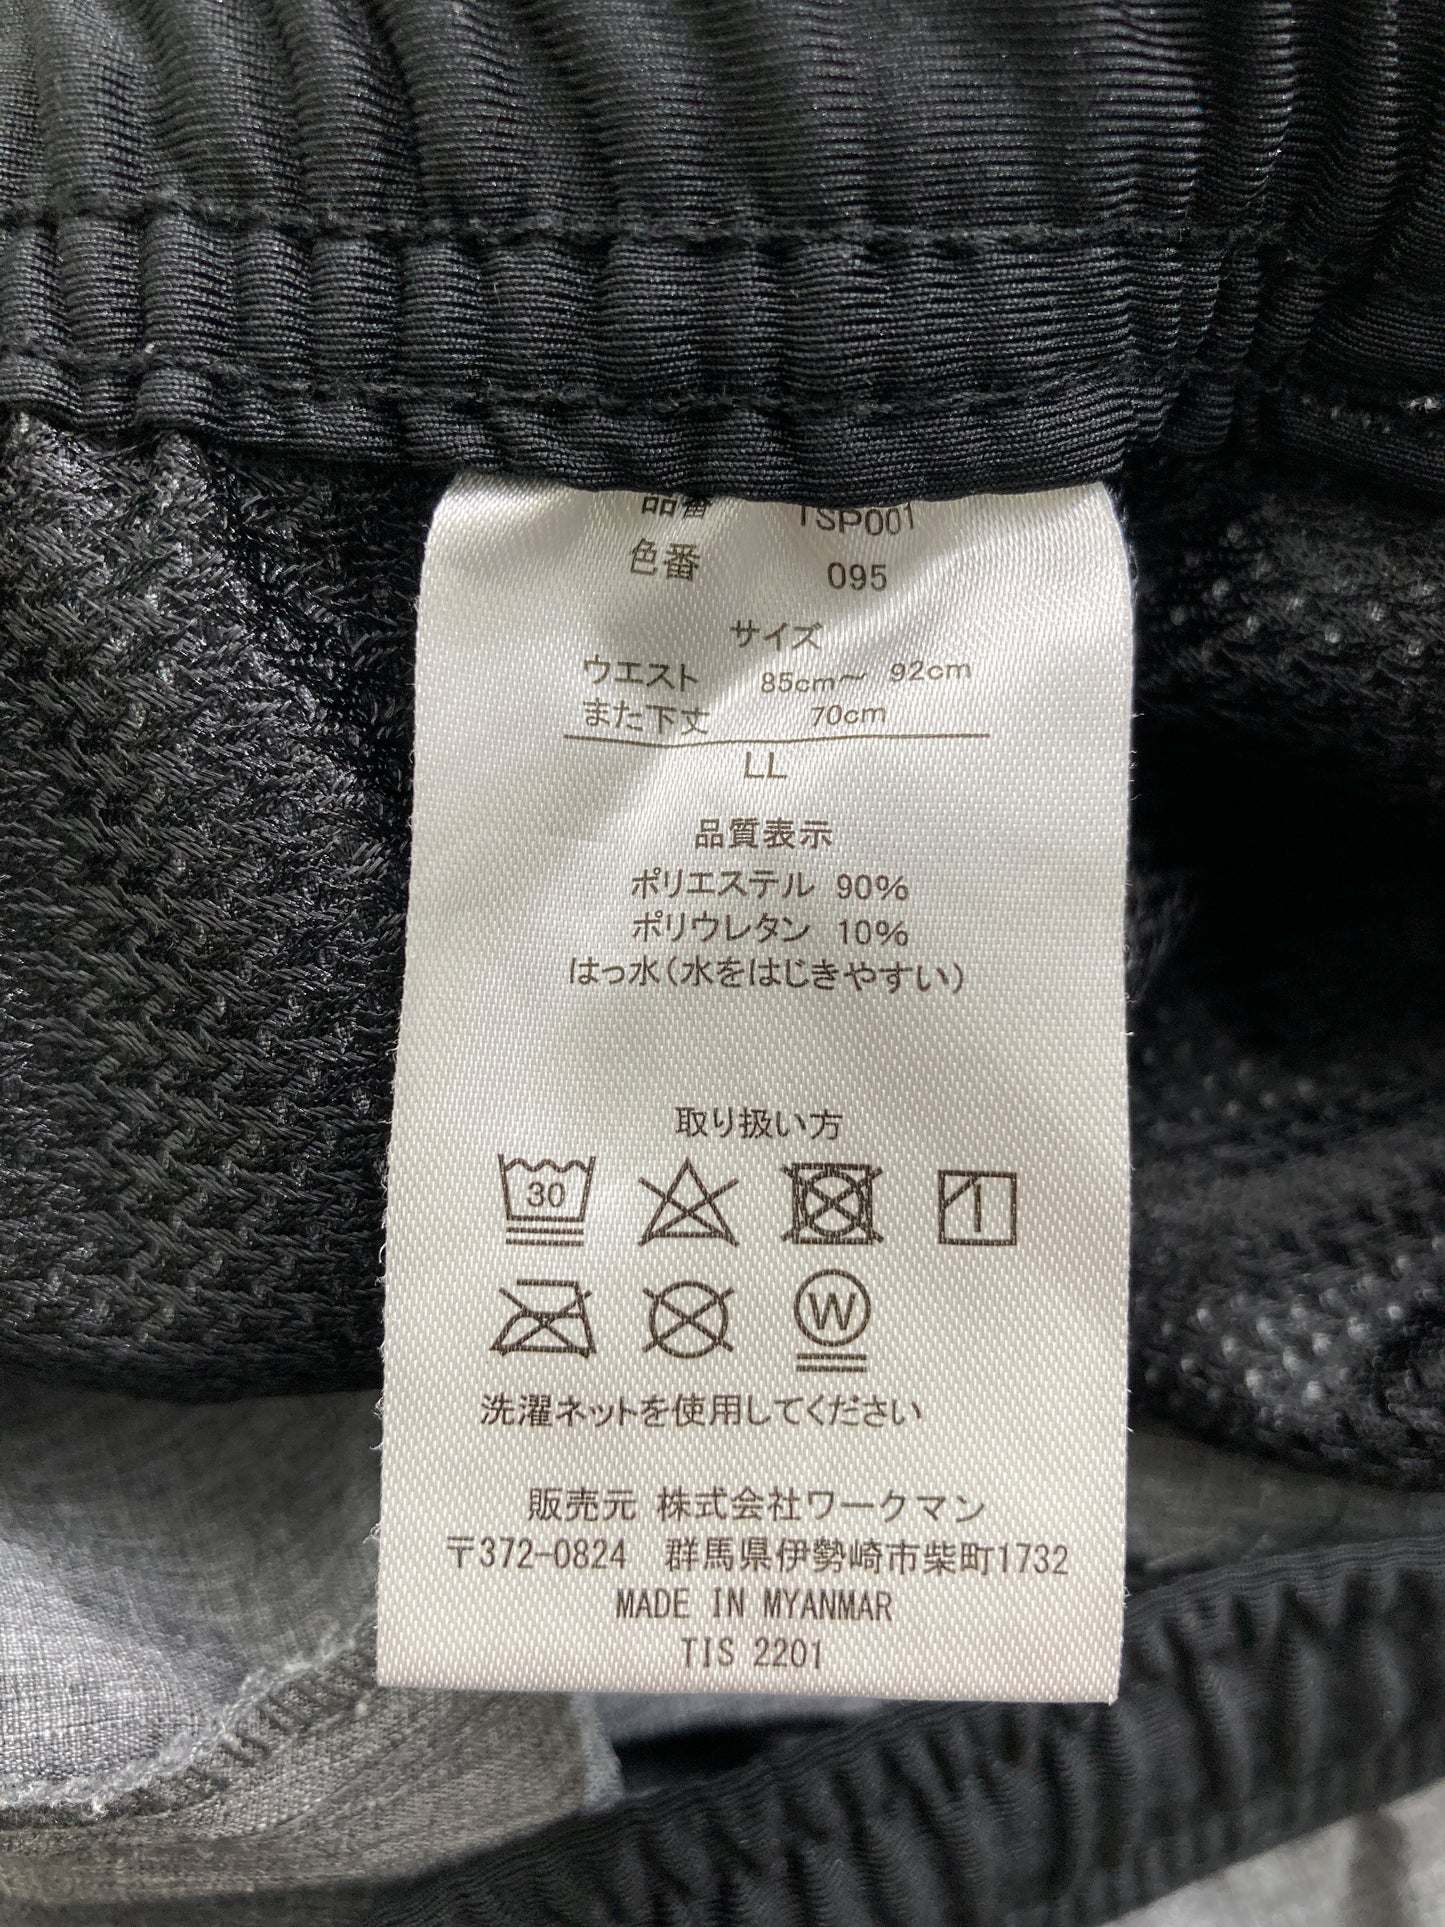 品番 TSP001
色番 095
サイズ
ウエスト 85cm～ 92cm
また下丈 70cm
LL
品質表示
ポリエステル 90%
ポリウレタン 10%
はっ水(水をはじきやすい)
取り扱い方
30
W
洗濯ネットを使用してください
販売元 株式会社ワークマン
〒372-0824 群馬県伊勢崎市柴町1732
MADE IN MYANMAR
TIS 2201